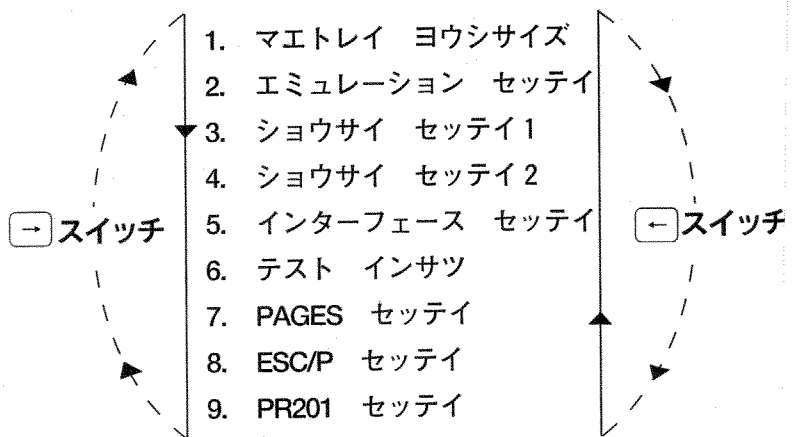 1. マエトレイ ヨウシサイズ
2. エミュレーション セッテイ
3. ショウサイ セッテイ1
4. ショウサイ セッテイ2
→スイッチ
5. インターフェース セッテイ
←スイッチ
6. テスト インサツ
7. PAGES セッテイ
8. ESC/P セッテイ
9. PR201 セッテイ